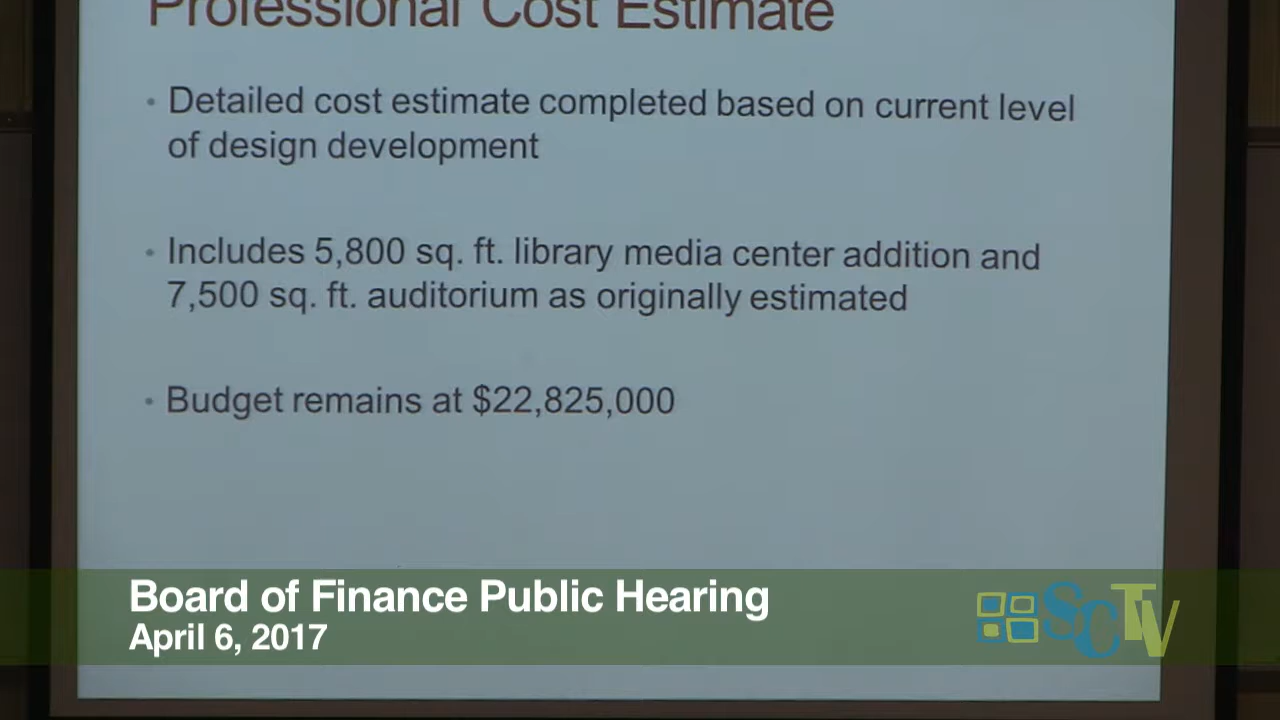 Professional Cost Estimate
• Detailed cost estimate completed based on current level
of design development
• Includes 5,800 sq. ft. library media center addition and
7,500 sq. ft. auditorium as originally estimated
• Budget remains at $22,825,000
Board of Finance Public Hearing
April 6, 2017
SCTV